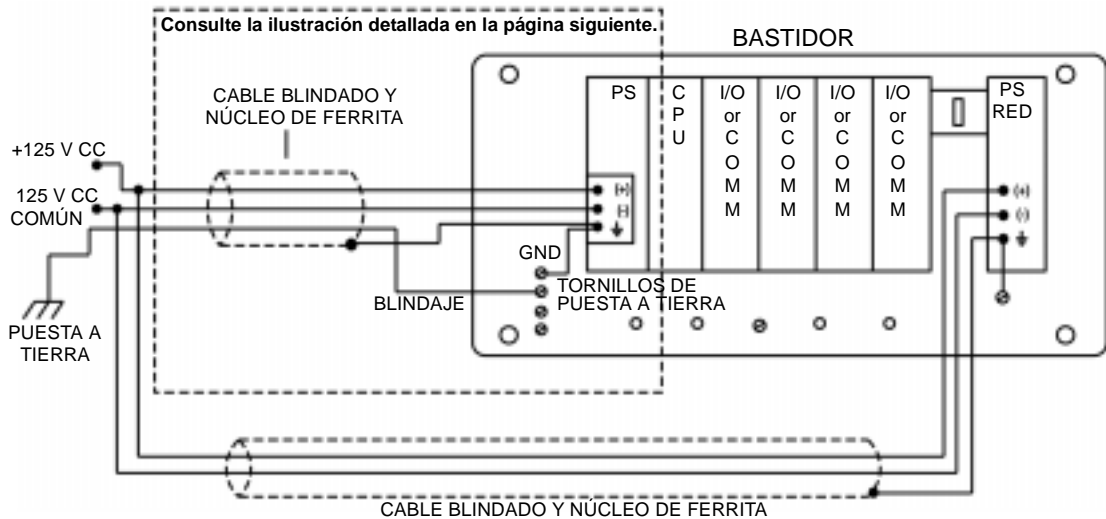 Consulte la ilustración detallada en la página siguiente.
BASTIDOR
CABLE BLINDADO Y
NÚCLEO DE FERRITA
+125 V CC
125 V CC
COMÚN
PUESTA A
TIERRA
BLINDAJE
GND
TORNILLOS DE
PUESTA A TIERRA
PS
(+)
(-)
C
P
U
I/O
or
C
O
M
M
I/O
or
C
O
M
M
I/O
or
C
O
M
M
I/O
or
C
O
M
M
PS
RED
(+)
(-)
CABLE BLINDADO Y NÚCLEO DE FERRITA